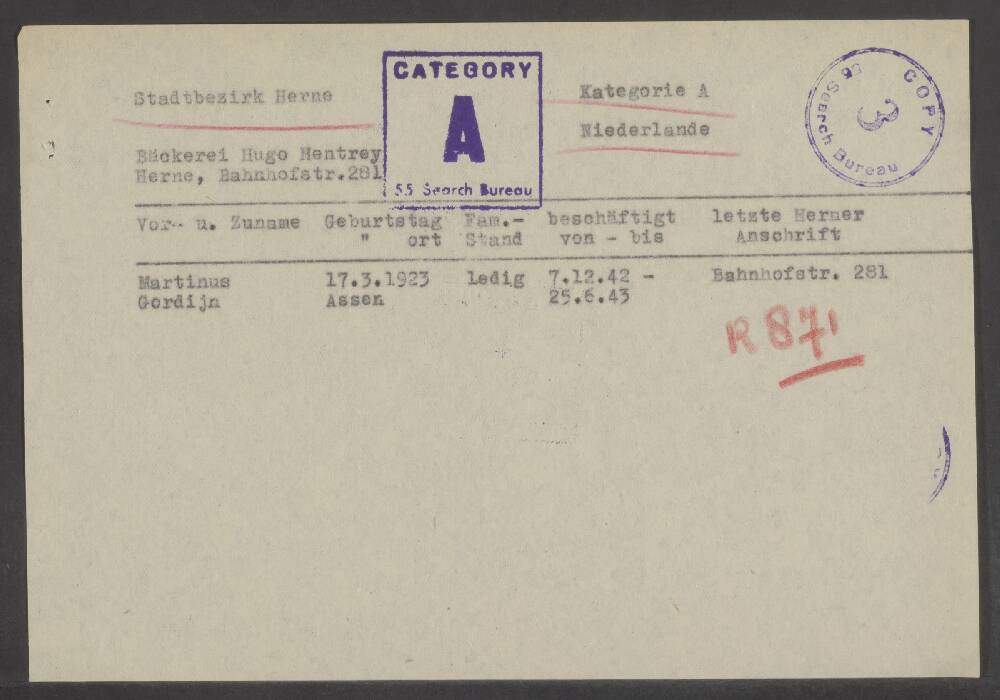 Stadtbezirk Herne
CATEGORY
A
55 Search Bureau
Kategorie A
Niederlande
COPY
3
55 Search Bureau
Bäckerei Hugo Hentrey
Herne, Bahnhofstr.281
Vor- u. Zuname Geburtstag Fam.- beschäftigt letzte Herner
" ort Stand von - bis Anschrift
Martinus 17.3.1923 ledig 7.12.42 - Bahnhofstr. 281
Gordijn Assen 25.6.43
R 871